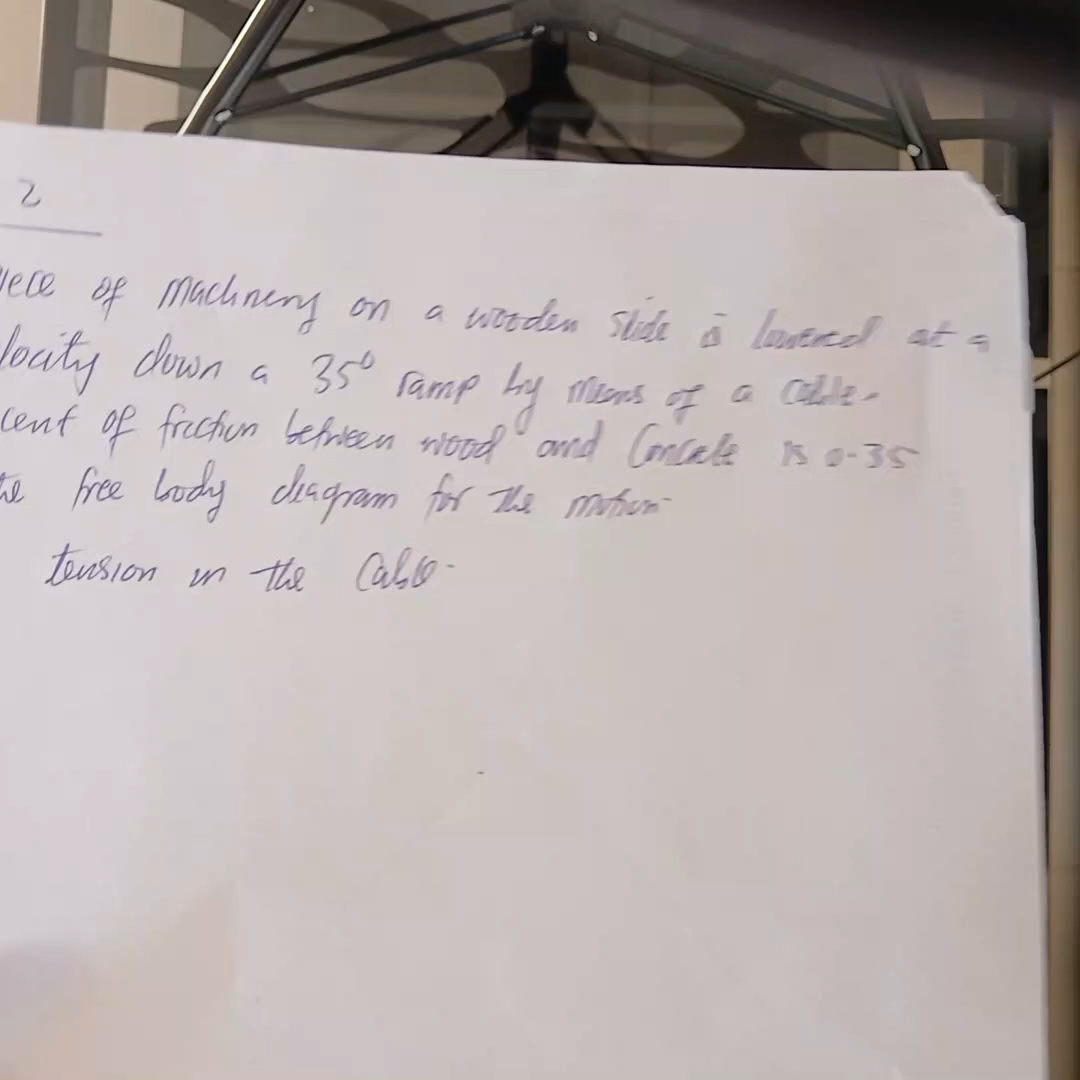 2
iece of machinery on a wooden slide is lowered at a
locity down a 35° ramp by means of a cable.
cent of friction between wood and Concrete is 0.35
he free body diagram for the motion
tension in the Cable.